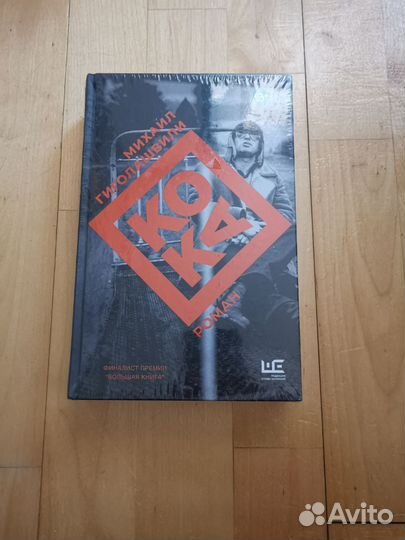 МИХАИЛ
ГИГОЛАШВИЛИ
КО
КА
РОМАН
ФИНАЛИСТ ПРЕМИИ
"БОЛЬШАЯ КНИГА"
Avito